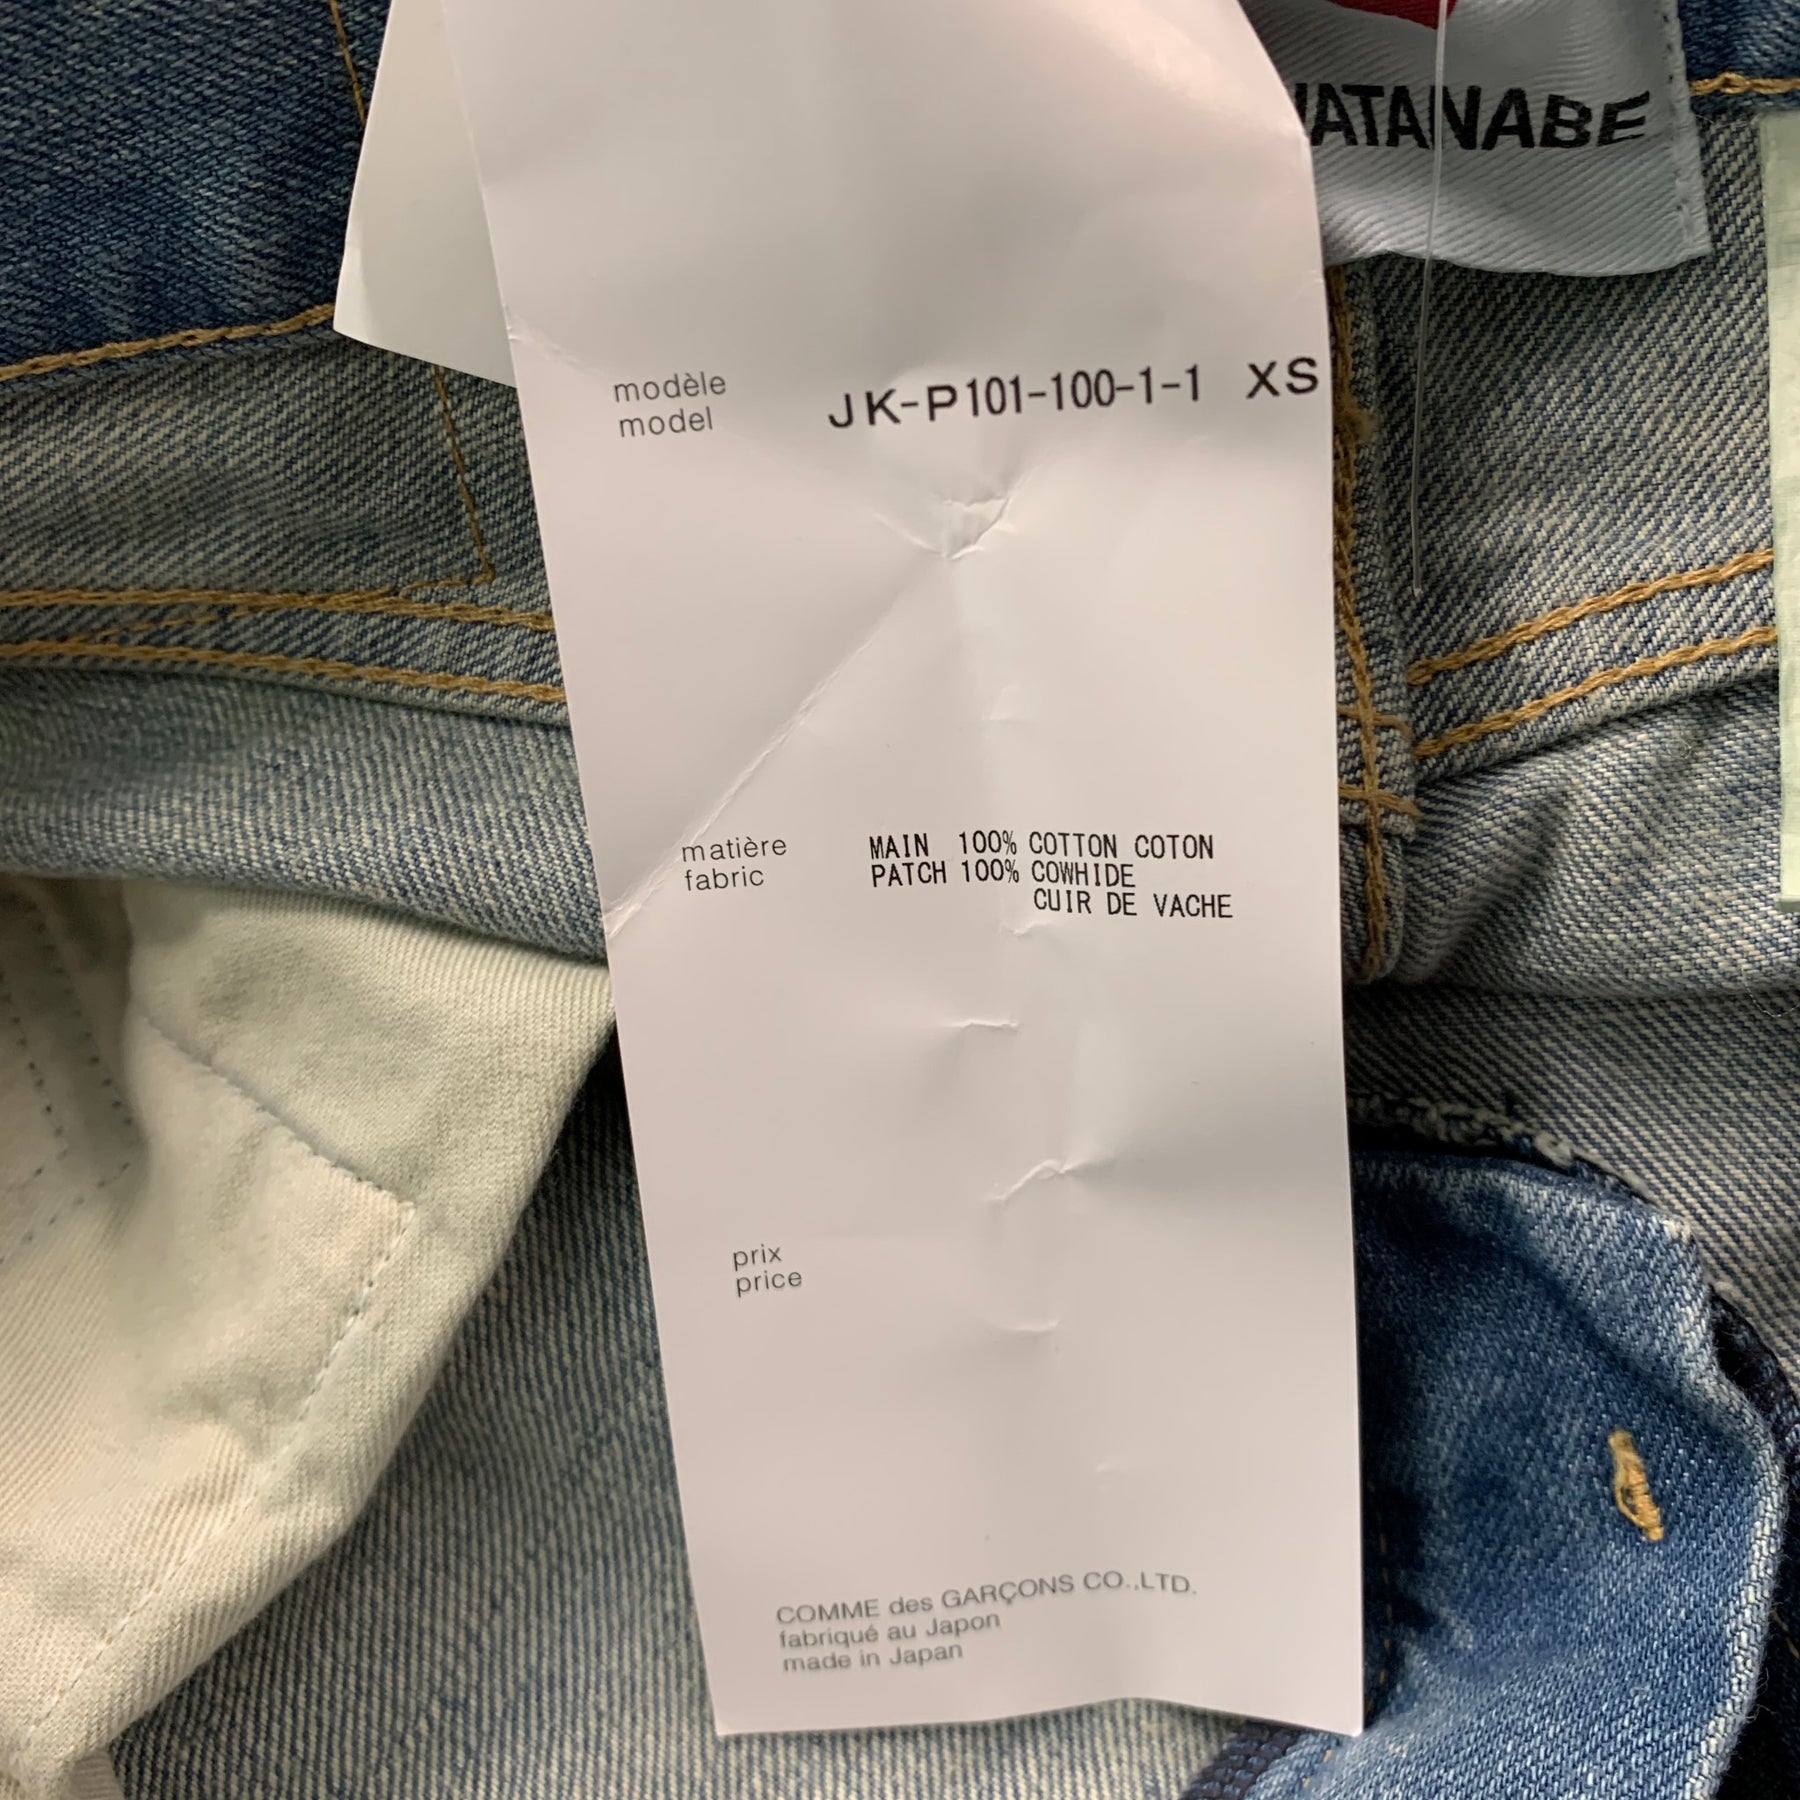 WATANABE
modèle
model
JK-P101-100-1-1 XS
matière
fabric
MAIN 100% COTTON COTON
PATCH 100% COWHIDE
CUIR DE VACHE
prix
price
COMME des GARÇONS CO.,LTD.
fabriqué au Japon
made in Japan